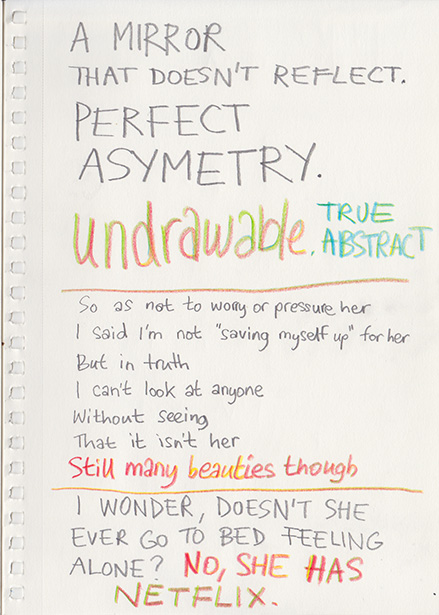 A MIRROR
THAT DOESN'T REFLECT.
PERFECT
ASYMETRY.
undrawable. TRUE ABSTRACT
So as not to worry or pressure her
I said I'm not "saving myself up" for her
But in truth
I can't look at anyone
Without seeing
That it isn't her
Still many beauties though
I WONDER, DOESN'T SHE
EVER GO TO BED FEELING
ALONE? NO, SHE HAS
NETFLIX.